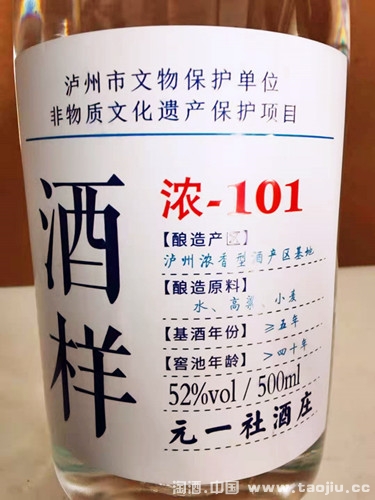 泸州市文物保护单位
非物质文化遗产保护项目
酒样
浓-101
【酿造产区】
泸州浓香型酒产区基地
【酿造原料】
水、高粱、小麦
【基酒年份】 ≥五年
【窖池年龄】 >四十年
52%vol / 500ml
元一社酒庄
淘酒.中国 www.taojiu.cc